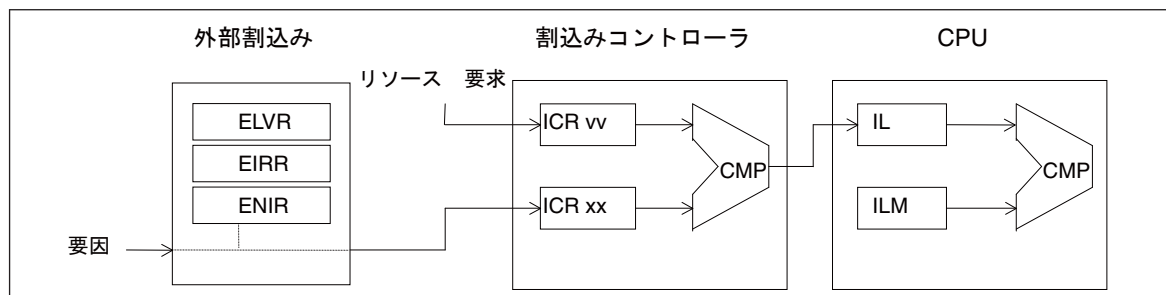 外部割込み
割込みコントローラ
CPU
リソース 要求
ELVR
EIRR
ENIR
要因
ICR yy
ICR xx
CMP
IL
ILM
CMP